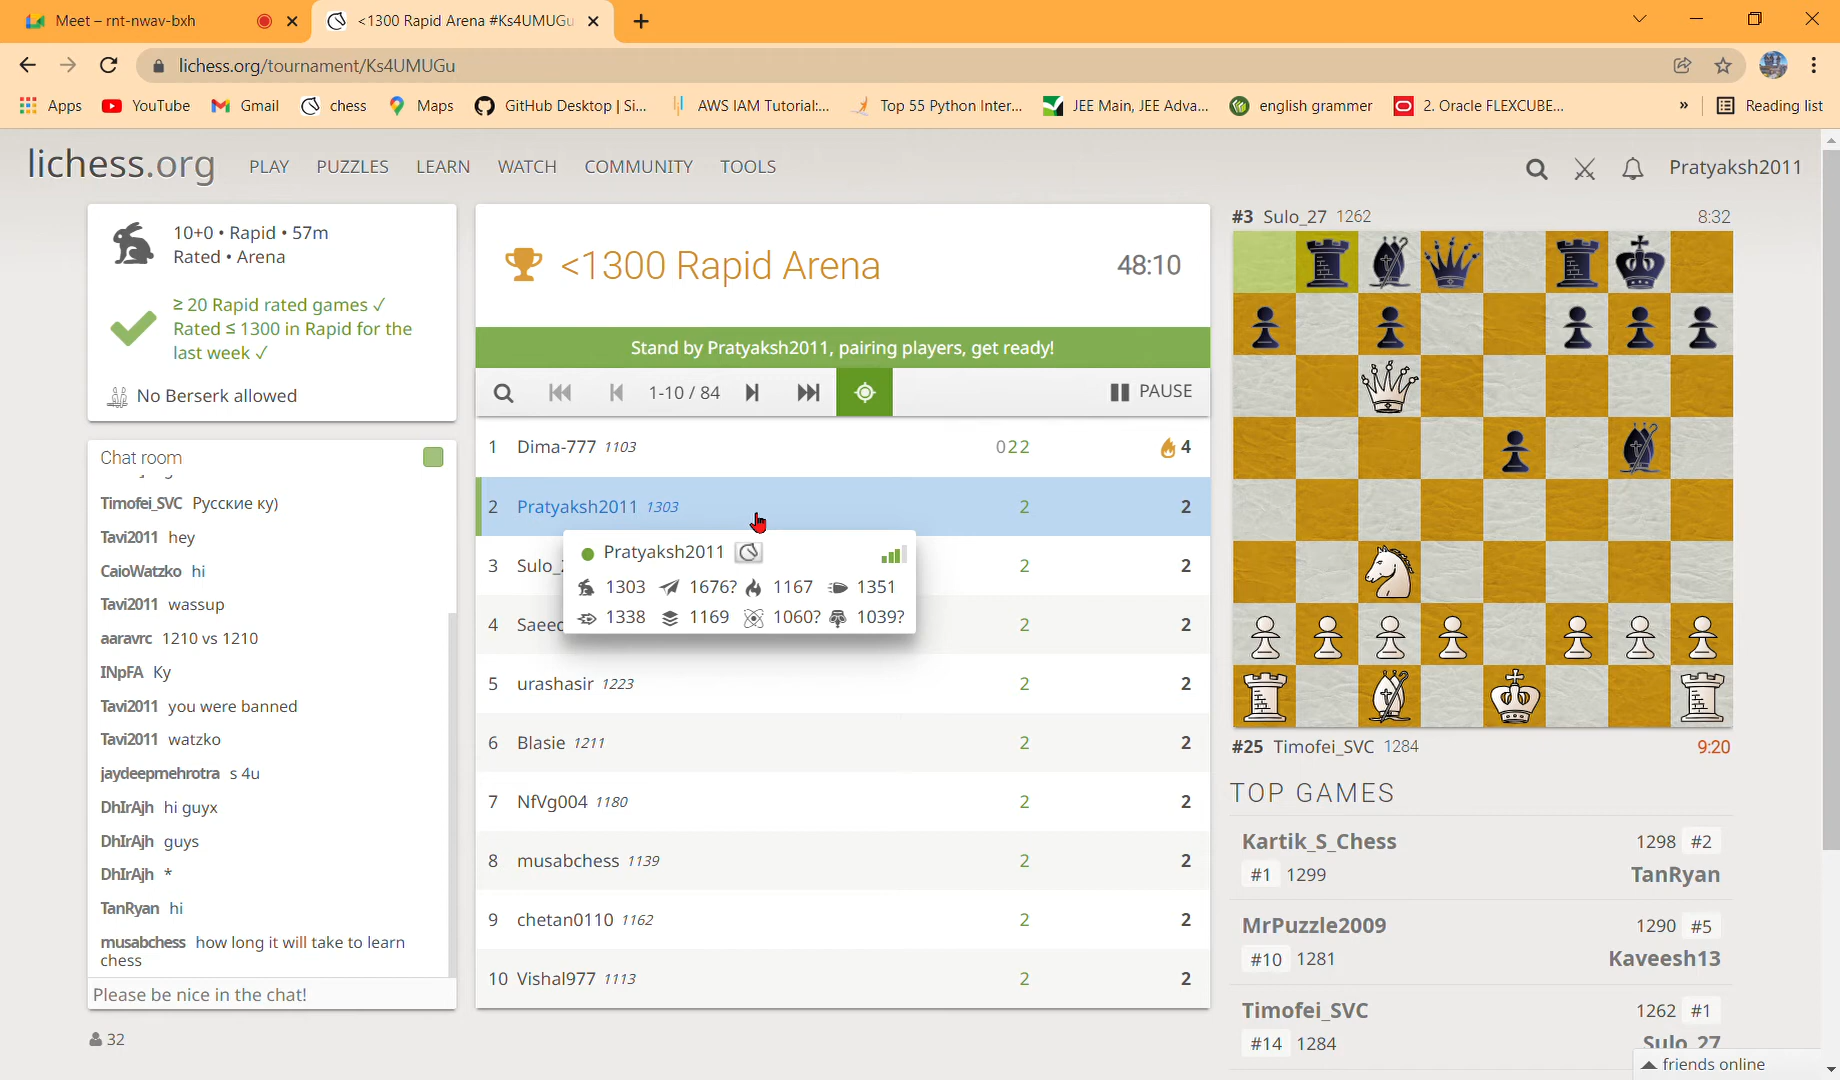 Meet – rnt-nwav-bxh
<1300 Rapid Arena #Ks4UMUGu
lichess.org/tournament/Ks4UMUGu
Apps
YouTube
Gmail
chess
Maps
GitHub Desktop | Si...
AWS IAM Tutorial:...
Top 55 Python Inter...
JEE Main, JEE Adva...
english grammer
2. Oracle FLEXCUBE...
»
Reading list
lichess.org
PLAY
PUZZLES
LEARN
WATCH
COMMUNITY
TOOLS
Pratyaksh2011
10+0 • Rapid • 57m
Rated • Arena
≥ 20 Rapid rated games ✓
Rated ≤ 1300 in Rapid for the
last week ✓
No Berserk allowed
Chat room
Timofei_SVC Русские ку)
Tavi2011 hey
CaioWatzko hi
Tavi2011 wassup
aaravrc 1210 vs 1210
INpFA Ky
Tavi2011 you were banned
Tavi2011 watzko
jaydeepmehrotra s 4u
DhIrAjh hi guyx
DhIrAjh guys
DhIrAjh *
TanRyan hi
musabchess how long it will take to learn
chess
Please be nice in the chat!
32
<1300 Rapid Arena
48:10
Stand by Pratyaksh2011, pairing players, get ready!
1-10 / 84
PAUSE
1 Dima-777 1103 022 4
2 Pratyaksh2011 1303 2 2
Pratyaksh2011
1303 1676? 1167 1351
1338 1169 1060? 1039?
3 Sulo_ 2 2
4 Saeed 2 2
5 urashasir 1223 2 2
6 Blasie 1211 2 2
7 NfVg004 1180 2 2
8 musabchess 1139 2 2
9 chetan0110 1162 2 2
10 Vishal977 1113 2 2
#3 Sulo_27 1262 8:32
#25 Timofei_SVC 1284 9:20
TOP GAMES
Kartik_S_Chess 1298 #2
#1 1299 TanRyan
MrPuzzle2009 1290 #5
#10 1281 Kaveesh13
Timofei_SVC 1262 #1
#14 1284 Sulo_27
friends online